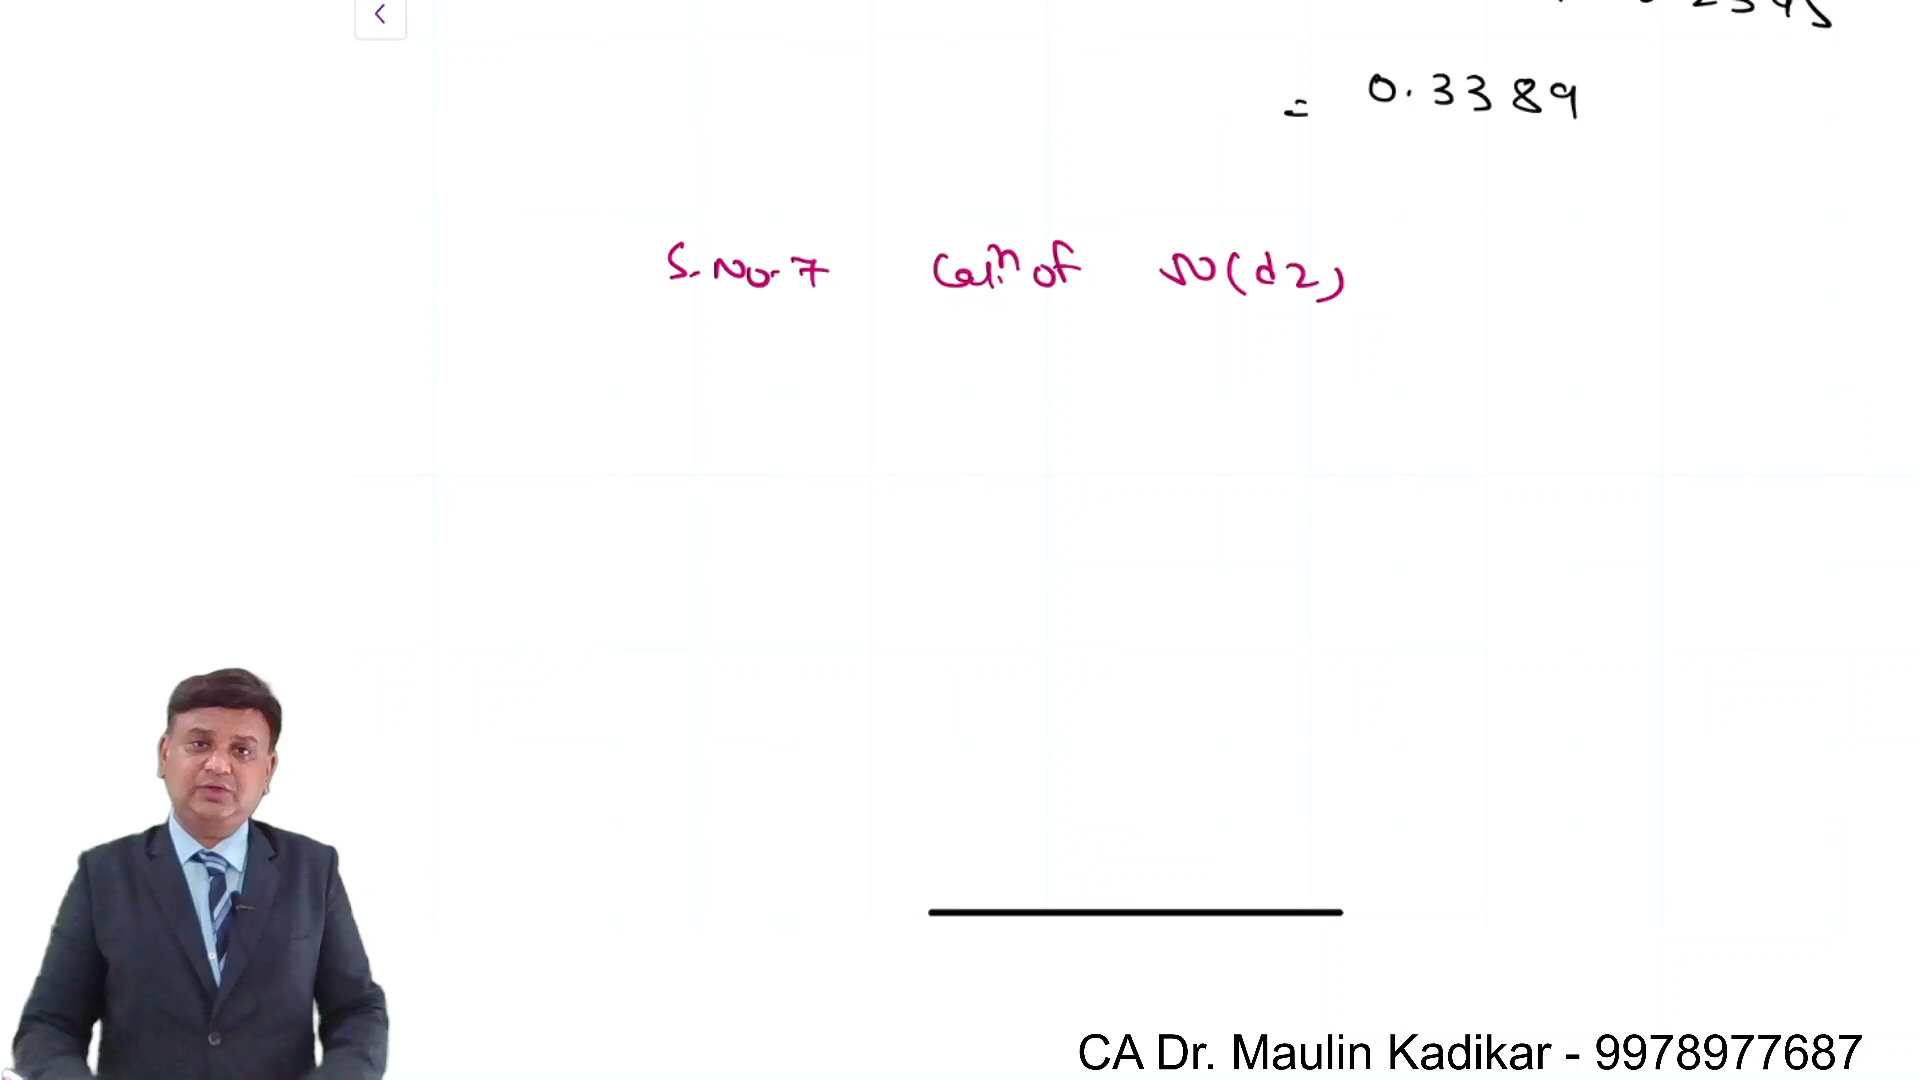 = 0.3389
S. No. 7 Calⁿ of N(d2)
CA Dr. Maulin Kadikar - 9978977687